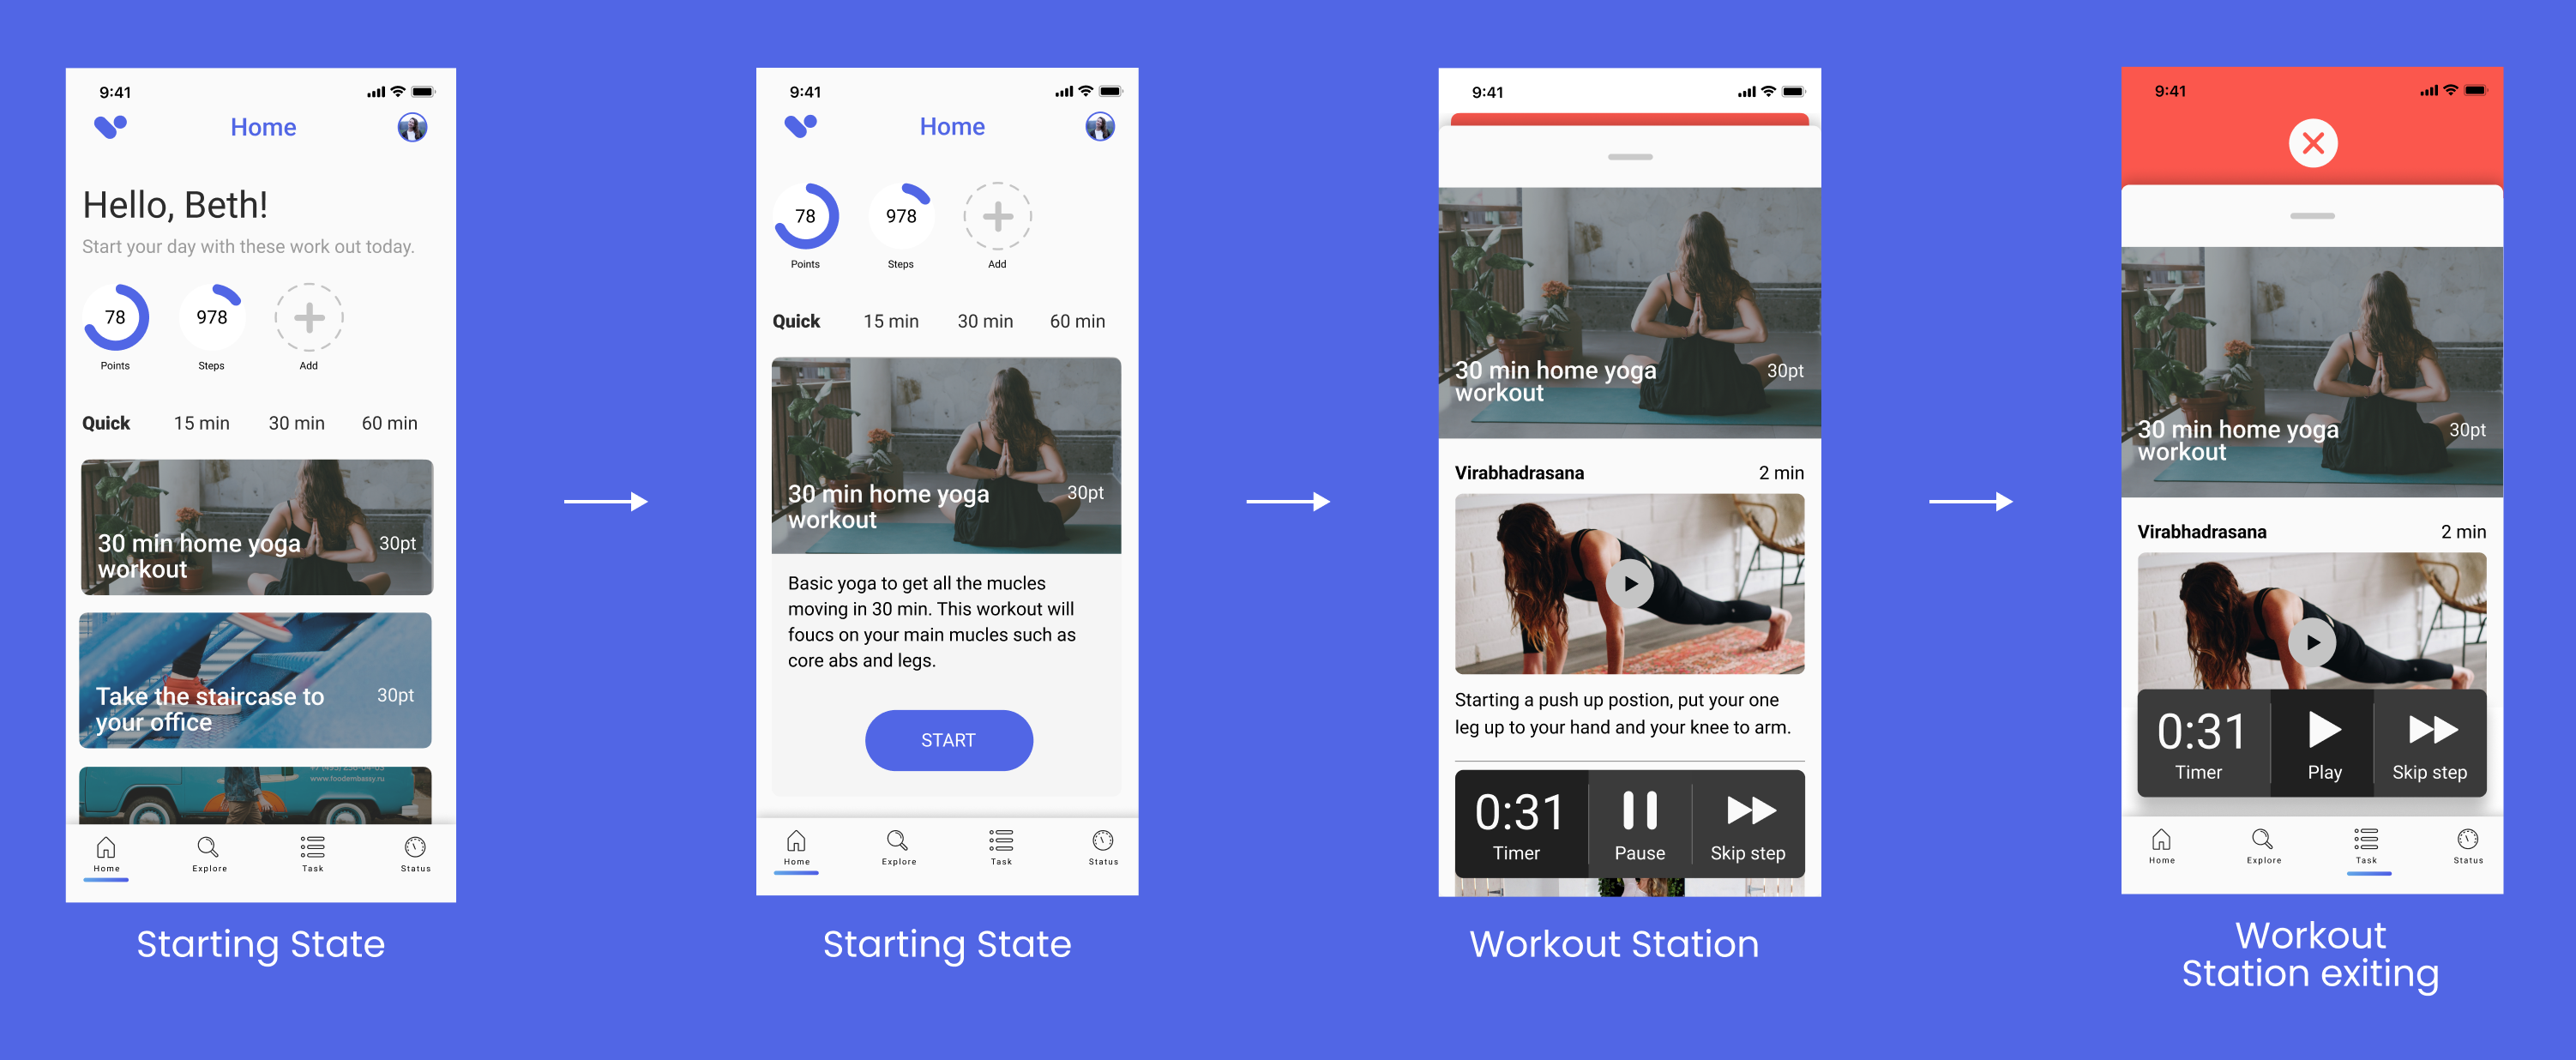 9:41
Home
Hello, Beth!
Start your day with these work out today.
78
978
Points
Steps
Add
Quick
15 min
30 min
60 min
30 min home yoga
workout
30pt
Take the staircase to
your office
30pt
www.foodembassy.ru
Home
Explore
Task
Status
Starting State
9:41
Home
78
978
Points
Steps
Add
Quick
15 min
30 min
60 min
30 min home yoga
workout
30pt
Basic yoga to get all the mucles
moving in 30 min. This workout will
foucs on your main mucles such as
core abs and legs.
START
Home
Explore
Task
Status
Starting State
9:41
30 min home yoga
workout
30pt
Virabhadrasana
2 min
Starting a push up postion, put your one
leg up to your hand and your knee to arm.
0:31
Timer
Pause
Skip step
Workout Station
9:41
30 min home yoga
workout
30pt
Virabhadrasana
2 min
0:31
Timer
Play
Skip step
Home
Explore
Task
Status
Workout
Station exiting